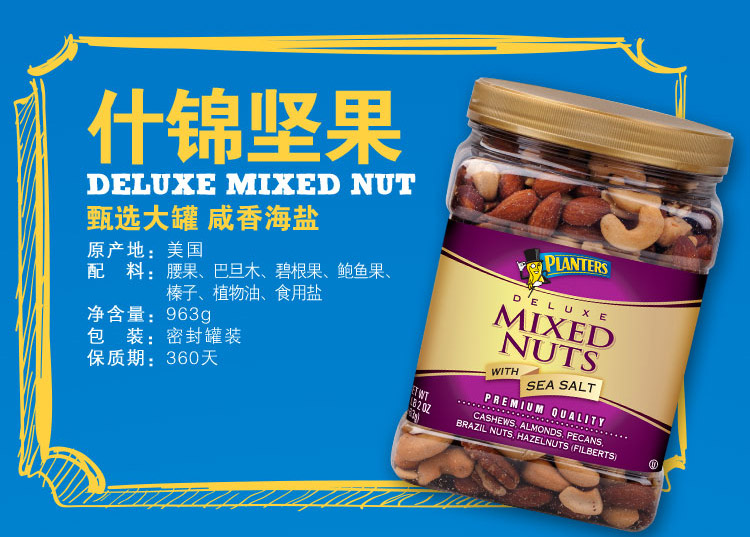 什锦坚果
DELUXE MIXED NUT
甄选大罐 咸香海盐
原产地：美国
配　料：腰果、巴旦木、碧根果、鲍鱼果、
榛子、植物油、食用盐
净含量：963g
包　装：密封罐装
保质期：360天
PLANTERS
DELUXE
MIXED
NUTS
WITH SEA SALT
PREMIUM QUALITY
CASHEWS, ALMONDS, PECANS,
BRAZIL NUTS, HAZELNUTS (FILBERTS)
WT
2 OZ